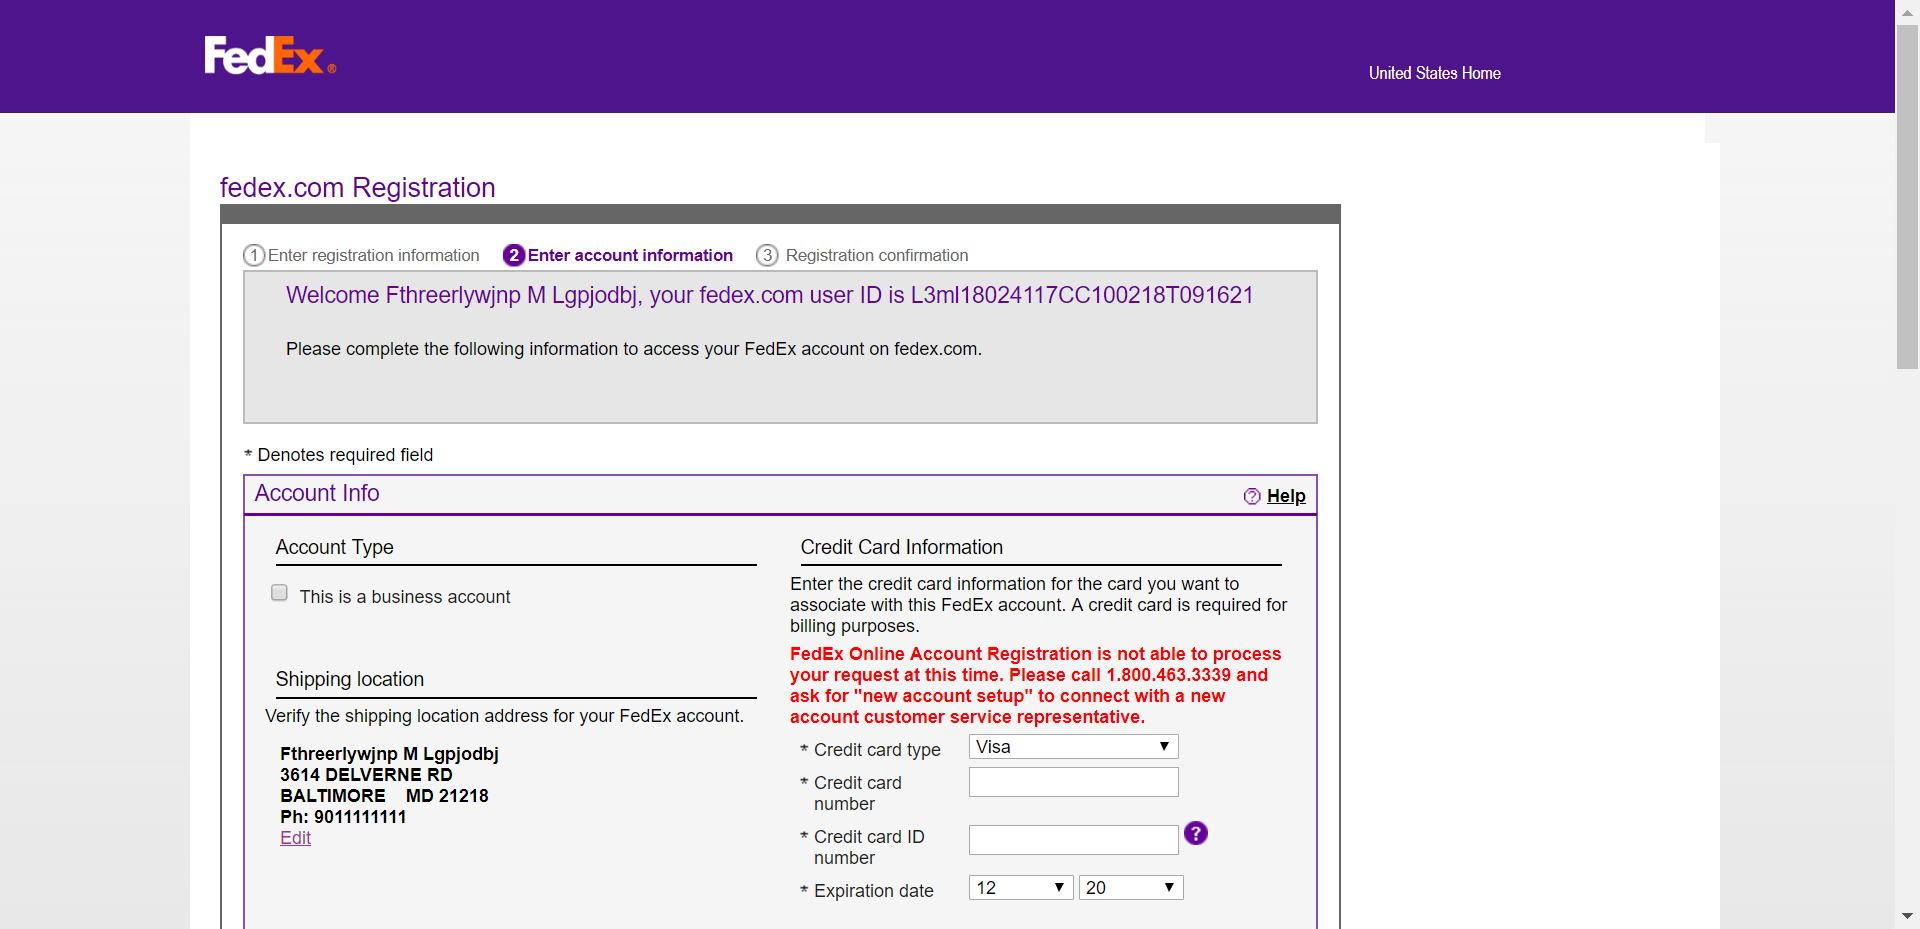 FedEx®
United States Home
fedex.com Registration
1 Enter registration information 2 Enter account information 3 Registration confirmation
Welcome Fthreerlywjnp M Lgpjodbj, your fedex.com user ID is L3ml18024117CC100218T091621
Please complete the following information to access your FedEx account on fedex.com.
* Denotes required field
Account Info
? Help
Account Type
This is a business account
Shipping location
Verify the shipping location address for your FedEx account.
Fthreerlywjnp M Lgpjodbj
3614 DELVERNE RD
BALTIMORE MD 21218
Ph: 9011111111
Edit
Credit Card Information
Enter the credit card information for the card you want to
associate with this FedEx account. A credit card is required for
billing purposes.
FedEx Online Account Registration is not able to process
your request at this time. Please call 1.800.463.3339 and
ask for "new account setup" to connect with a new
account customer service representative.
* Credit card type Visa
* Credit card
number
* Credit card ID ?
number
* Expiration date 12 20